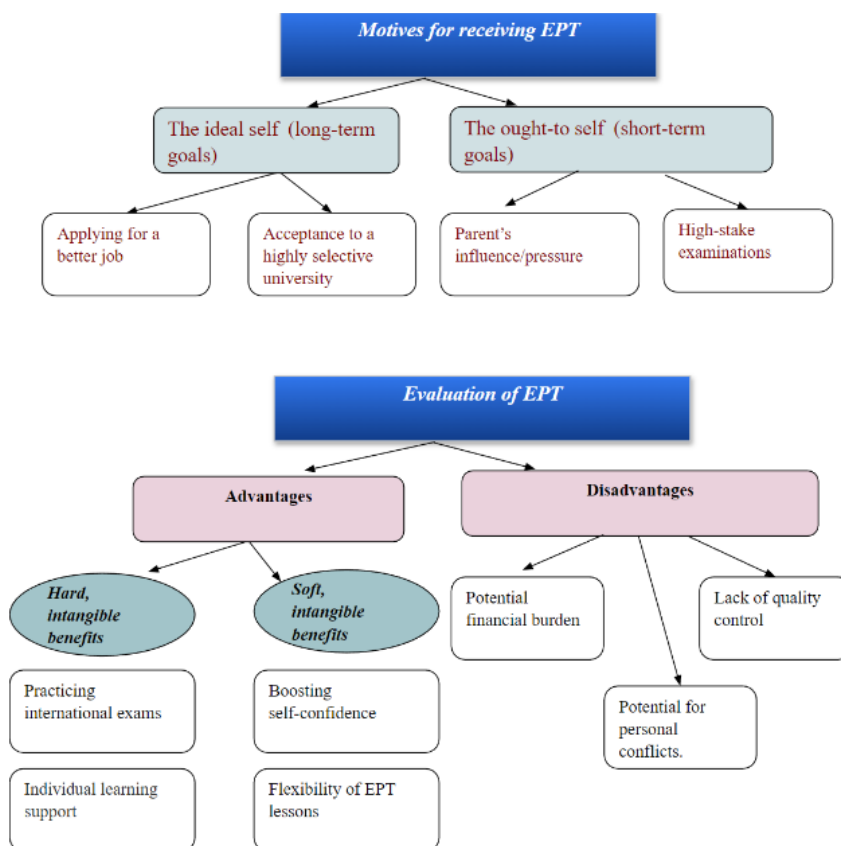 Motives for receiving EPT
The ideal self (long-term
goals)
The ought-to self (short-term
goals)
Applying for a
better job
Acceptance to a
highly selective
university
Parent's
influence/pressure
High-stake
examinations
Evaluation of EPT
Advantages
Disadvantages
Hard,
intangible
benefits
Soft,
intangible
benefits
Potential
financial burden
Lack of quality
control
Practicing
international exams
Boosting
self-confidence
Potential for
personal
conflicts.
Individual learning
support
Flexibility of EPT
lessons